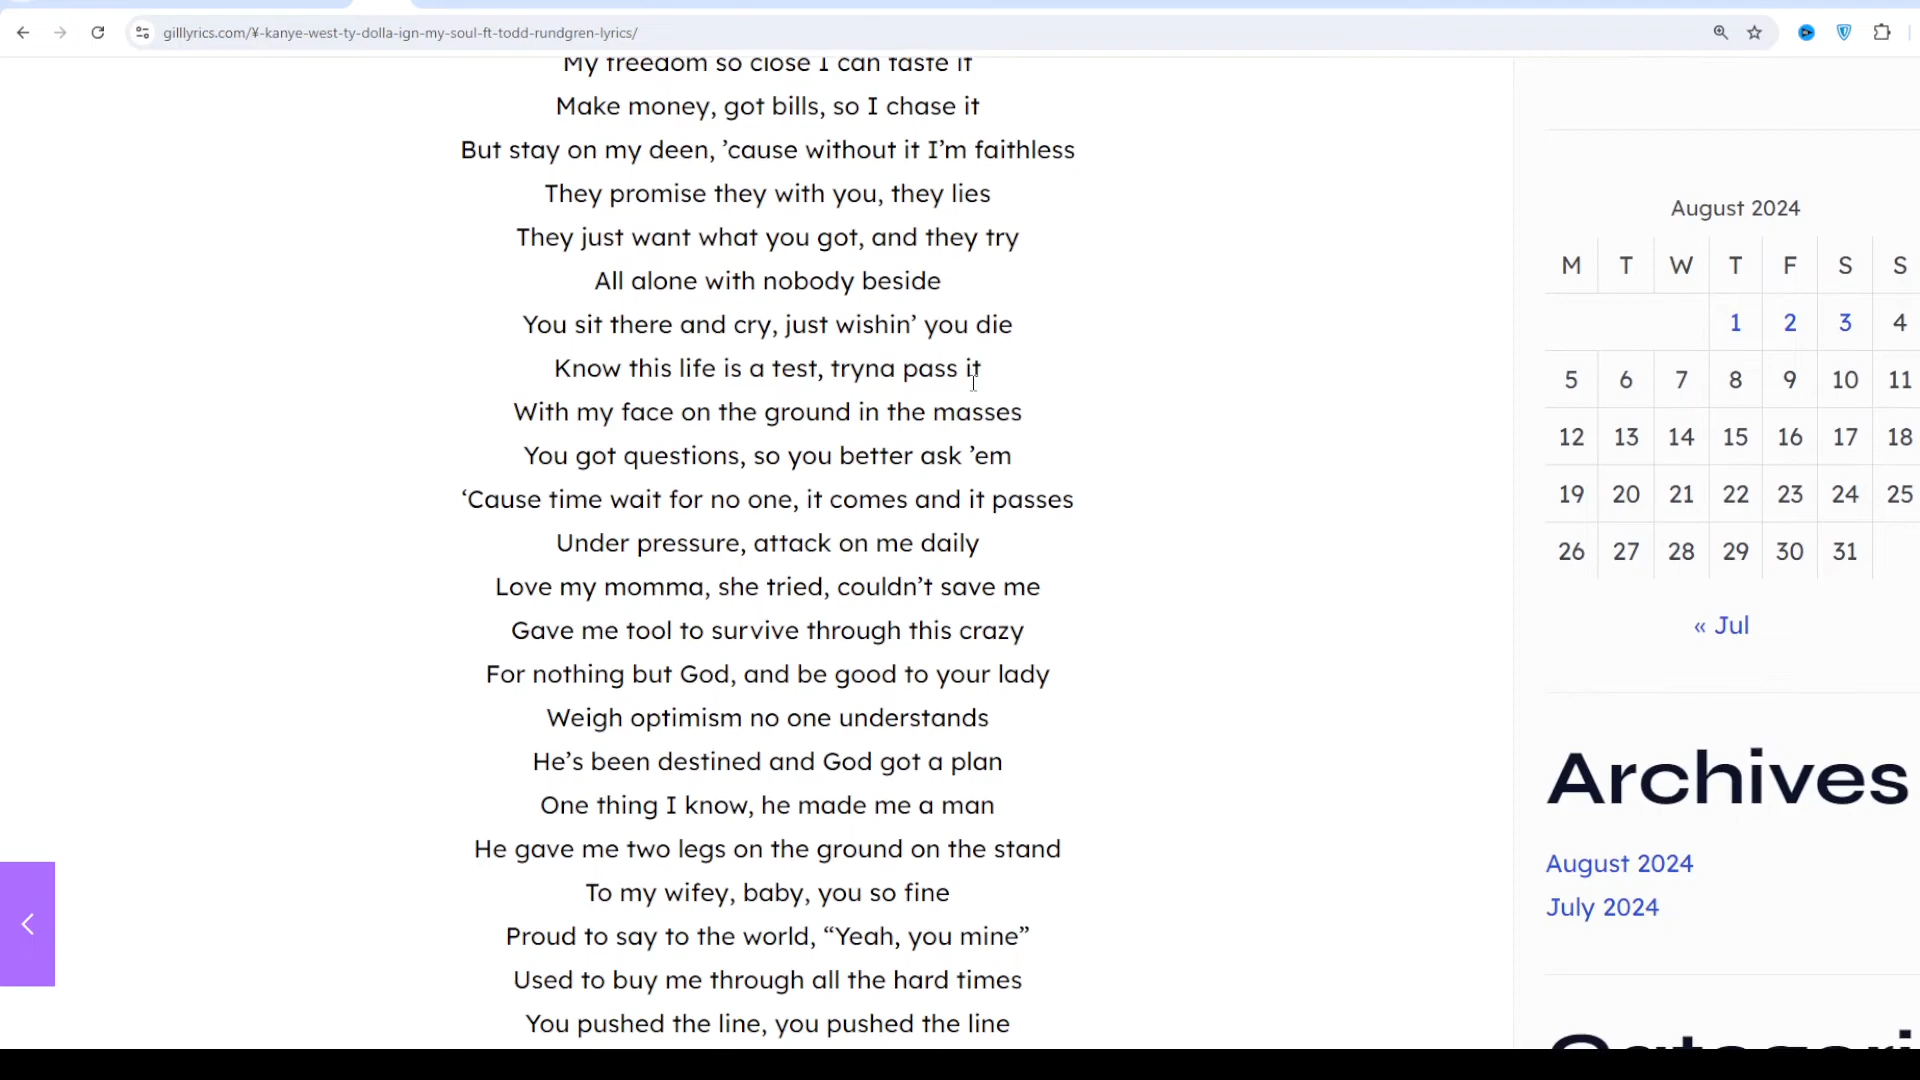 gilllyrics.com/¥-kanye-west-ty-dolla-ign-my-soul-ft-todd-rundgren-lyrics/
My freedom so close I can taste it
Make money, got bills, so I chase it
But stay on my deen, ’cause without it I’m faithless
They promise they with you, they lies
They just want what you got, and they try
All alone with nobody beside
You sit there and cry, just wishin’ you die
Know this life is a test, tryna pass it
With my face on the ground in the masses
You got questions, so you better ask ’em
‘Cause time wait for no one, it comes and it passes
Under pressure, attack on me daily
Love my momma, she tried, couldn’t save me
Gave me tool to survive through this crazy
For nothing but God, and be good to your lady
Weigh optimism no one understands
He’s been destined and God got a plan
One thing I know, he made me a man
He gave me two legs on the ground on the stand
To my wifey, baby, you so fine
Proud to say to the world, “Yeah, you mine”
Used to buy me through all the hard times
You pushed the line, you pushed the line
August 2024
M T W T F S S
1 2 3 4
5 6 7 8 9 10 11
12 13 14 15 16 17 18
19 20 21 22 23 24 25
26 27 28 29 30 31
« Jul
Archives
August 2024
July 2024